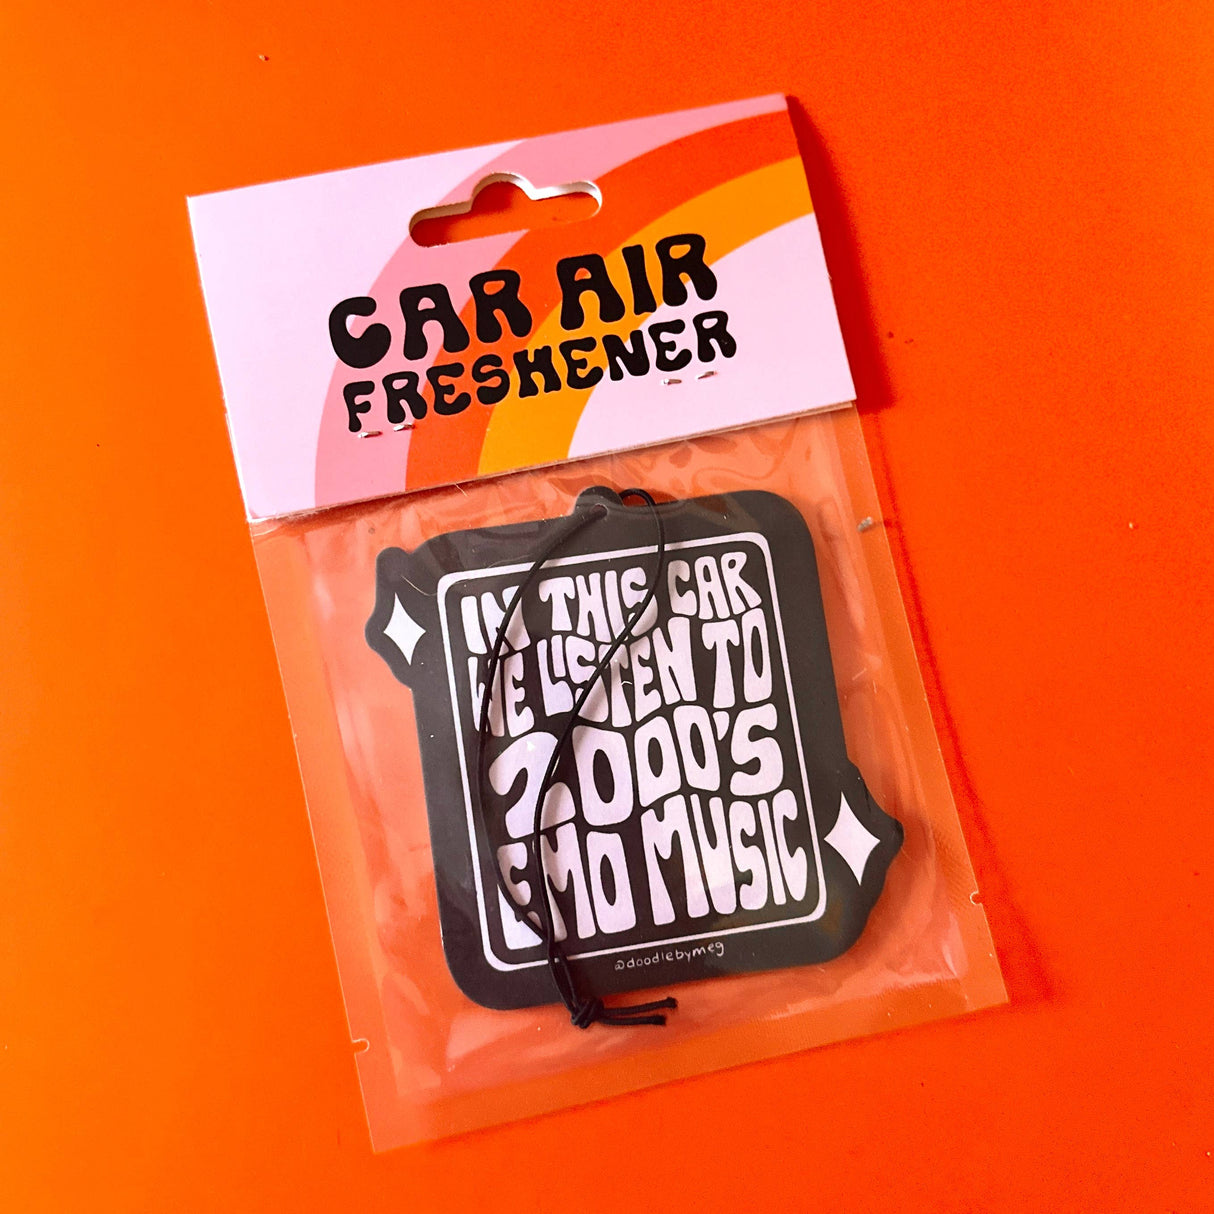 CAR AIR
FRESHENER
IN THIS CAR
WE LISTEN TO
2000'S
EMO MUSIC
@doodlebymeg